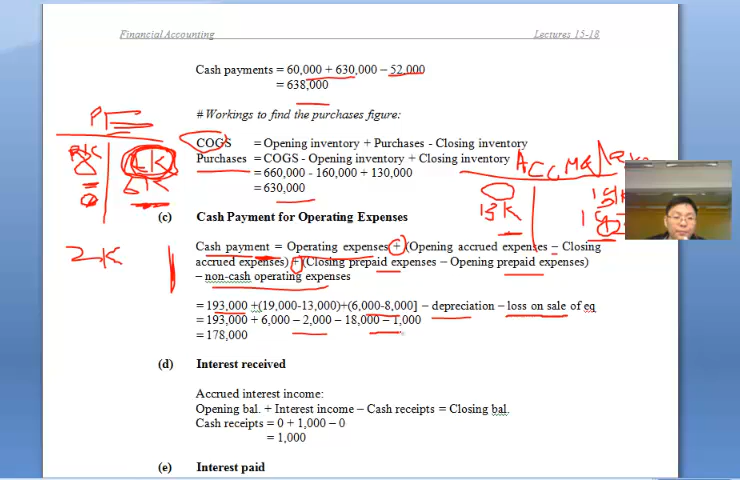 Financial Accounting Lectures 15-18
Cash payments = 60,000 + 630,000 – 52,000
= 638,000
# Workings to find the purchases figure:
COGS = Opening inventory + Purchases - Closing inventory
Purchases = COGS - Opening inventory + Closing inventory
= 660,000 - 160,000 + 130,000
= 630,000
(c) Cash Payment for Operating Expenses
Cash payment = Operating expenses + (Opening accrued expenses – Closing
accrued expenses) + (Closing prepaid expenses – Opening prepaid expenses)
– non-cash operating expenses
= 193,000 +(19,000-13,000)+(6,000-8,000] – depreciation – loss on sale of eq
= 193,000 + 6,000 – 2,000 – 18,000 – 1,000
= 178,000
(d) Interest received
Accrued interest income:
Opening bal. + Interest income – Cash receipts = Closing bal.
Cash receipts = 0 + 1,000 – 0
= 1,000
(e) Interest paid
13K
2K